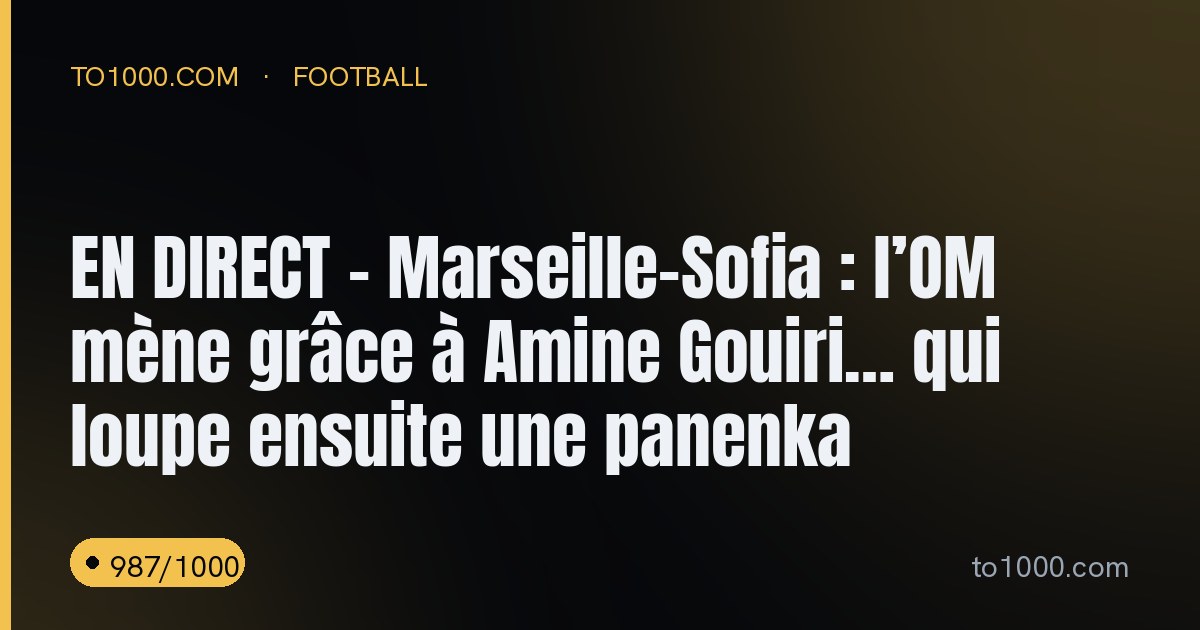 TO1000.COM · FOOTBALL
EN DIRECT - Marseille-Sofia : l’OM
mène grâce à Amine Gouiri... qui
loupe ensuite une panenka
• 987/1000
to1000.com